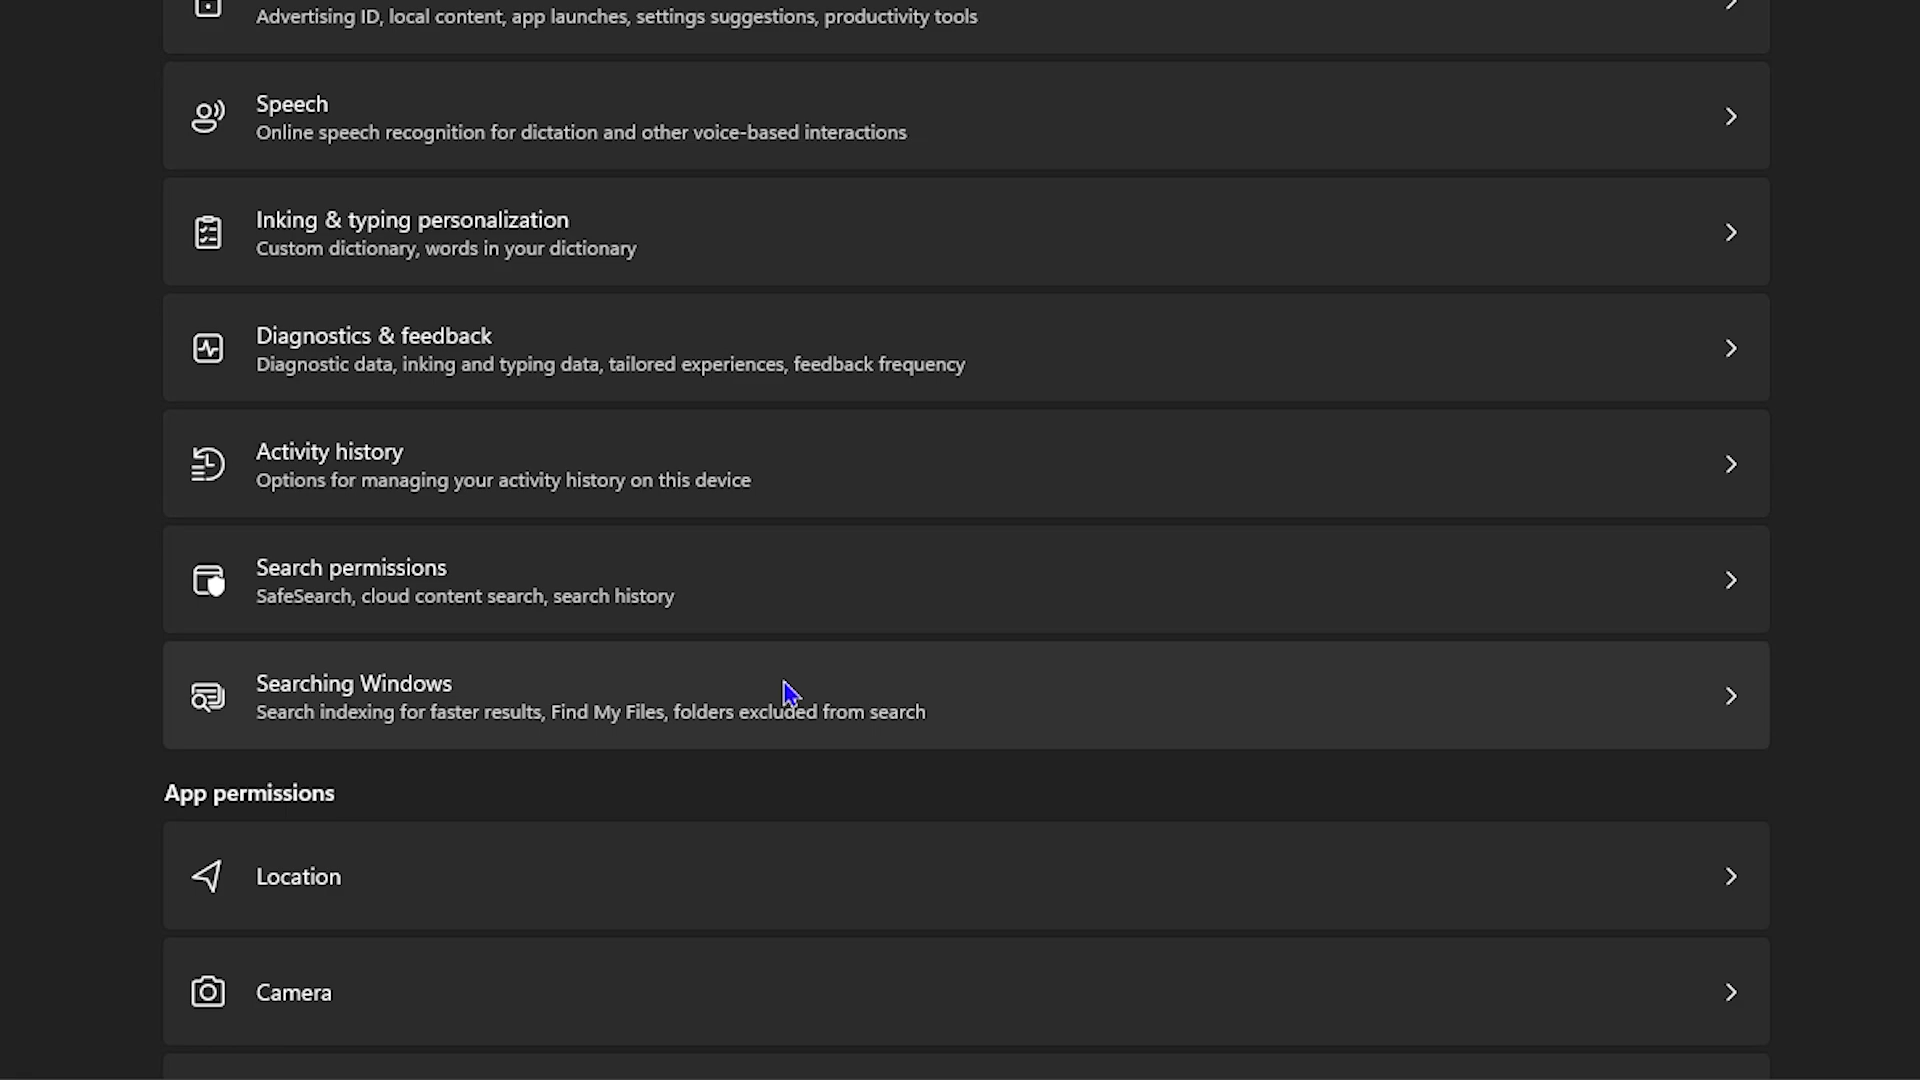 Advertising ID, local content, app launches, settings suggestions, productivity tools
Speech
Online speech recognition for dictation and other voice-based interactions
Inking & typing personalization
Custom dictionary, words in your dictionary
Diagnostics & feedback
Diagnostic data, inking and typing data, tailored experiences, feedback frequency
Activity history
Options for managing your activity history on this device
Search permissions
SafeSearch, cloud content search, search history
Searching Windows
Search indexing for faster results, Find My Files, folders excluded from search
App permissions
Location
Camera